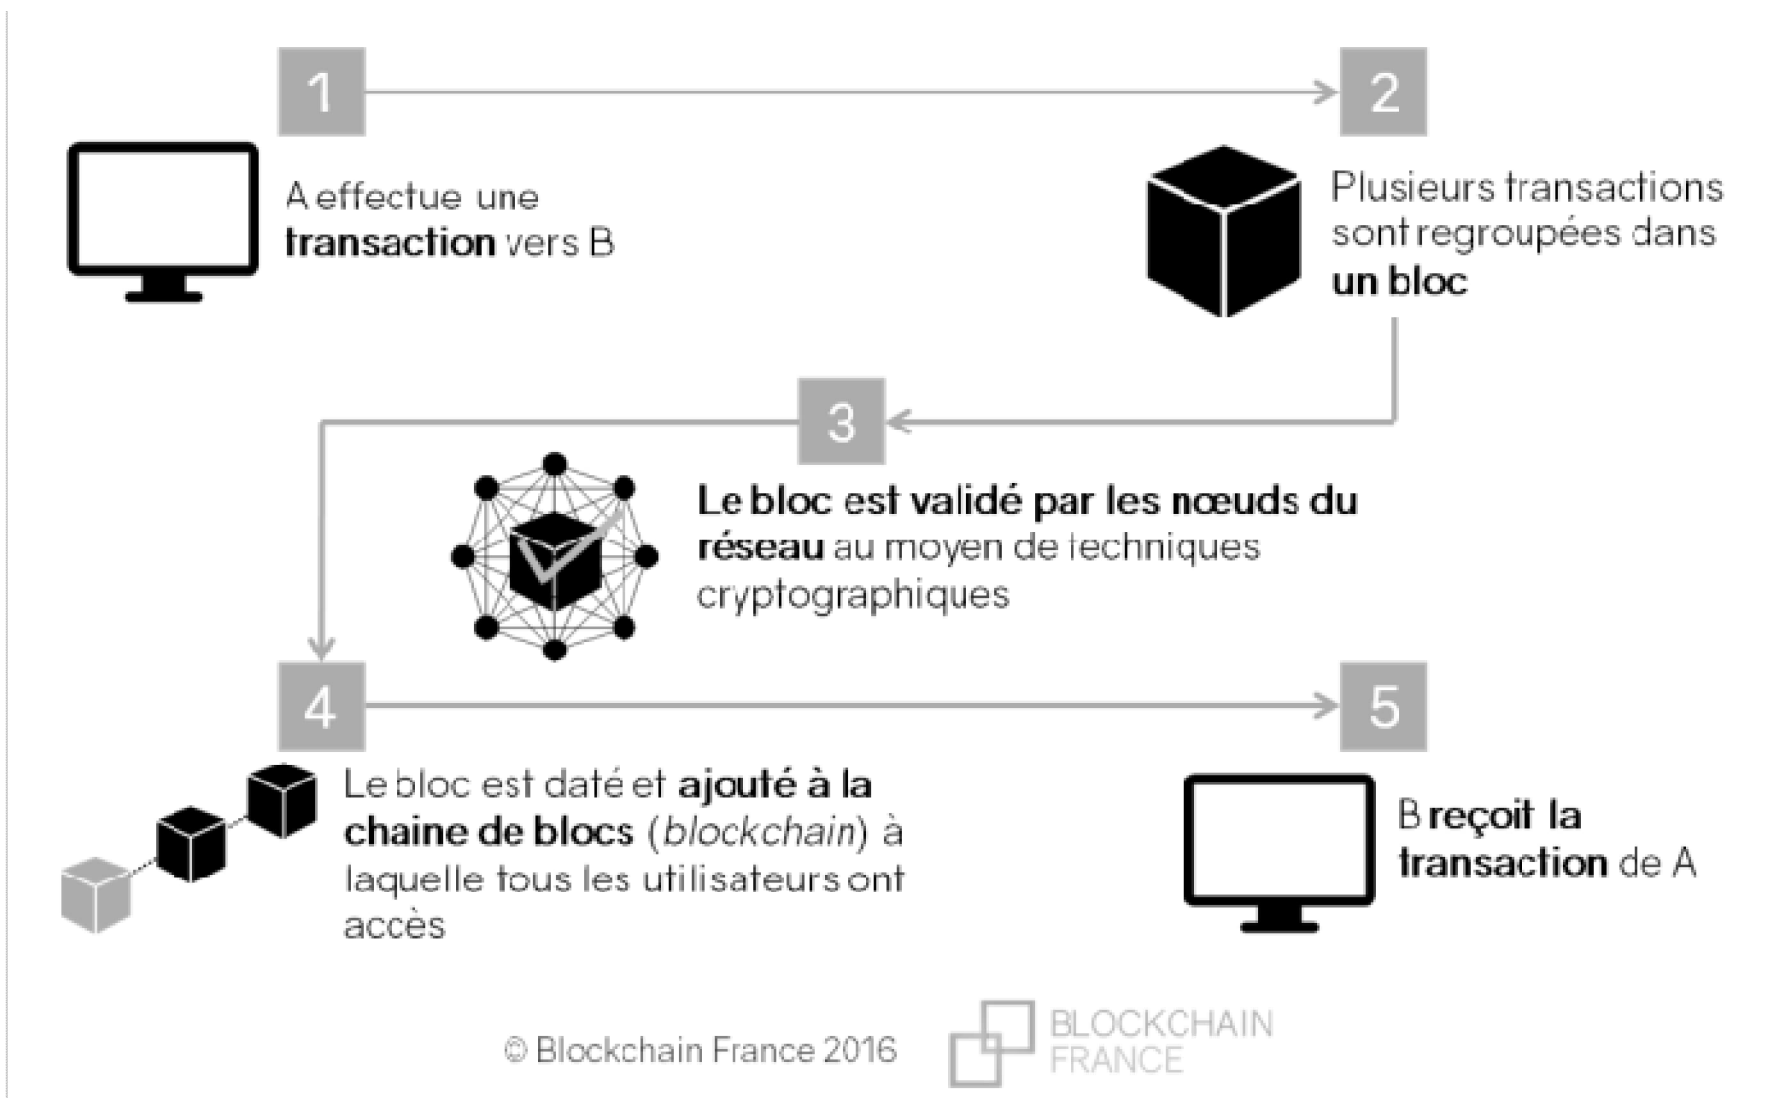 1
2
A effectue une
transaction vers B
Plusieurs transactions
sont regroupées dans
un bloc
3
Le bloc est validé par les nœuds du
réseau au moyen de techniques
cryptographiques
4
5
Le bloc est daté et ajouté à la
chaine de blocs (blockchain) à
laquelle tous les utilisateurs ont
accès
B reçoit la
transaction de A
© Blockchain France 2016
BLOCKCHAIN
FRANCE